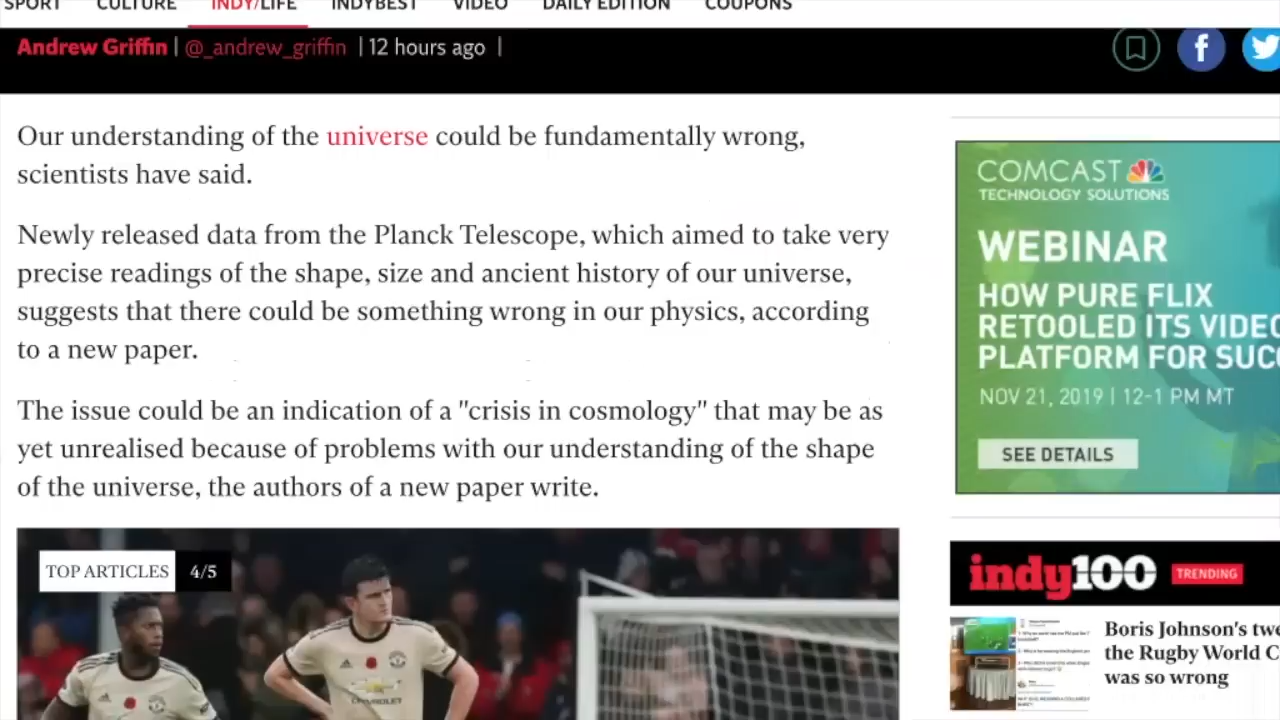 SPORT CULTURE INDY/LIFE INDYBEST VIDEO DAILY EDITION COUPONS
Andrew Griffin | @_andrew_griffin | 12 hours ago |
Our understanding of the universe could be fundamentally wrong,
scientists have said.
Newly released data from the Planck Telescope, which aimed to take very
precise readings of the shape, size and ancient history of our universe,
suggests that there could be something wrong in our physics, according
to a new paper.
The issue could be an indication of a "crisis in cosmology" that may be as
yet unrealised because of problems with our understanding of the shape
of the universe, the authors of a new paper write.
TOP ARTICLES 4/5
CHEVROLET
COMCAST
TECHNOLOGY SOLUTIONS
WEBINAR
HOW PURE FLIX
RETOOLED ITS VIDEO
PLATFORM FOR SUC
NOV 21, 2019 | 12-1 PM MT
SEE DETAILS
indy100 TRENDING
Boris Johnson's twe
the Rugby World C
was so wrong